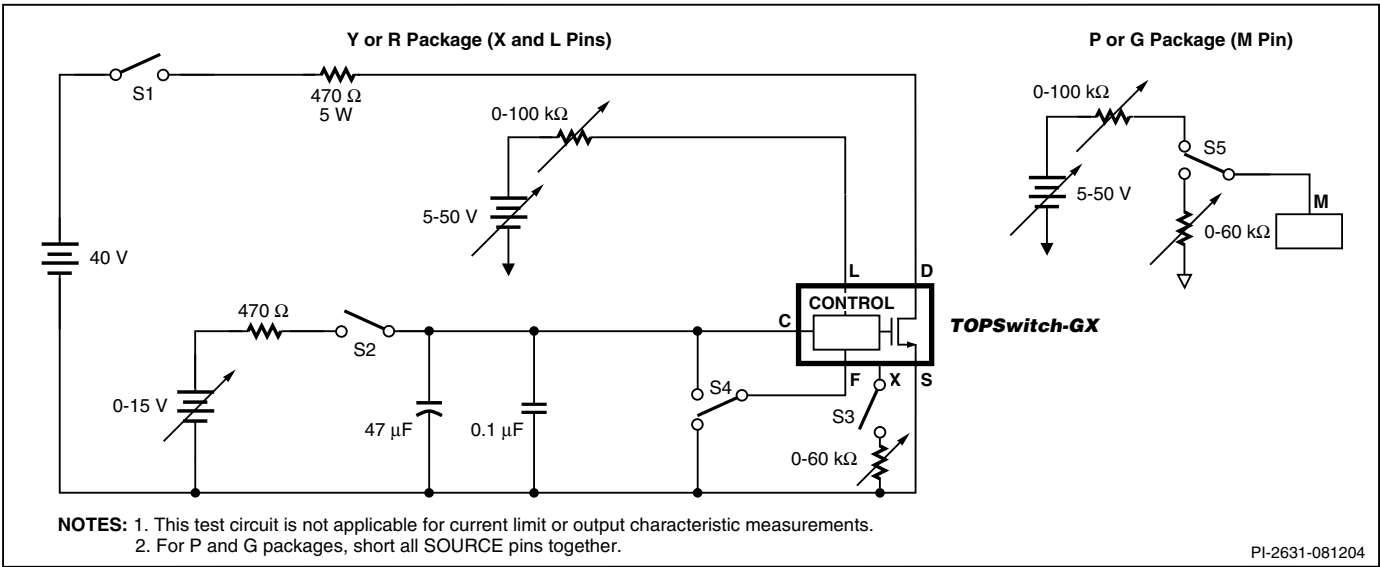 Y or R Package (X and L Pins)
P or G Package (M Pin)
S1
470 Ω
5 W
0-100 kΩ
5-50 V
40 V
470 Ω
S2
0-15 V
47 µF
0.1 µF
S4
L
D
CONTROL
C
TOPSwitch-GX
F
X
S
S3
0-60 kΩ
0-100 kΩ
S5
5-50 V
M
0-60 kΩ
NOTES: 1. This test circuit is not applicable for current limit or output characteristic measurements.
2. For P and G packages, short all SOURCE pins together.
PI-2631-081204